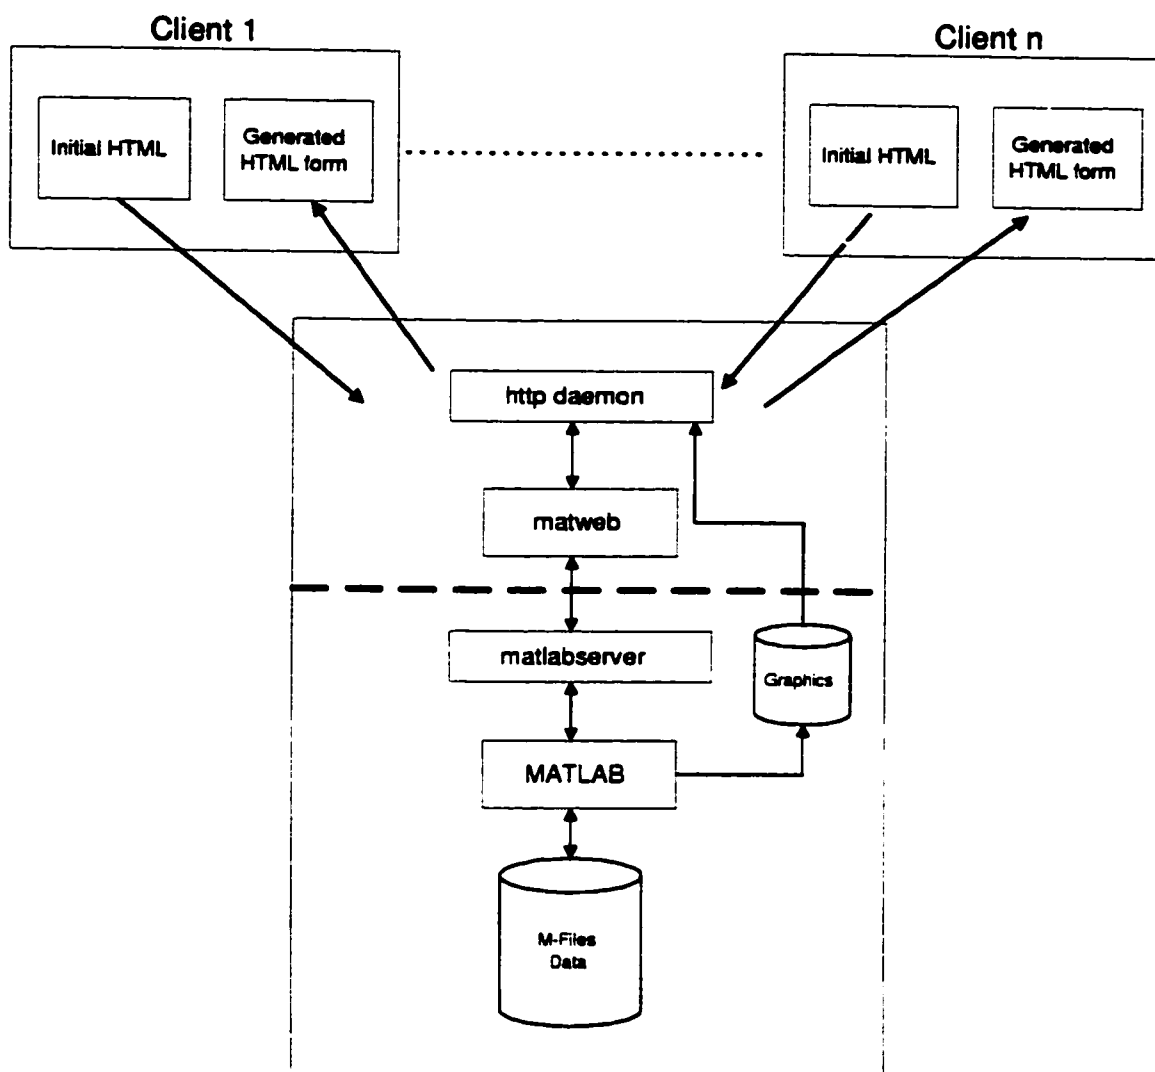 Client 1
Client n
Initial HTML
Generated
HTML form
Initial HTML
Generated
HTML form
http daemon
matweb
matlabserver
Graphics
MATLAB
M-Files
Data